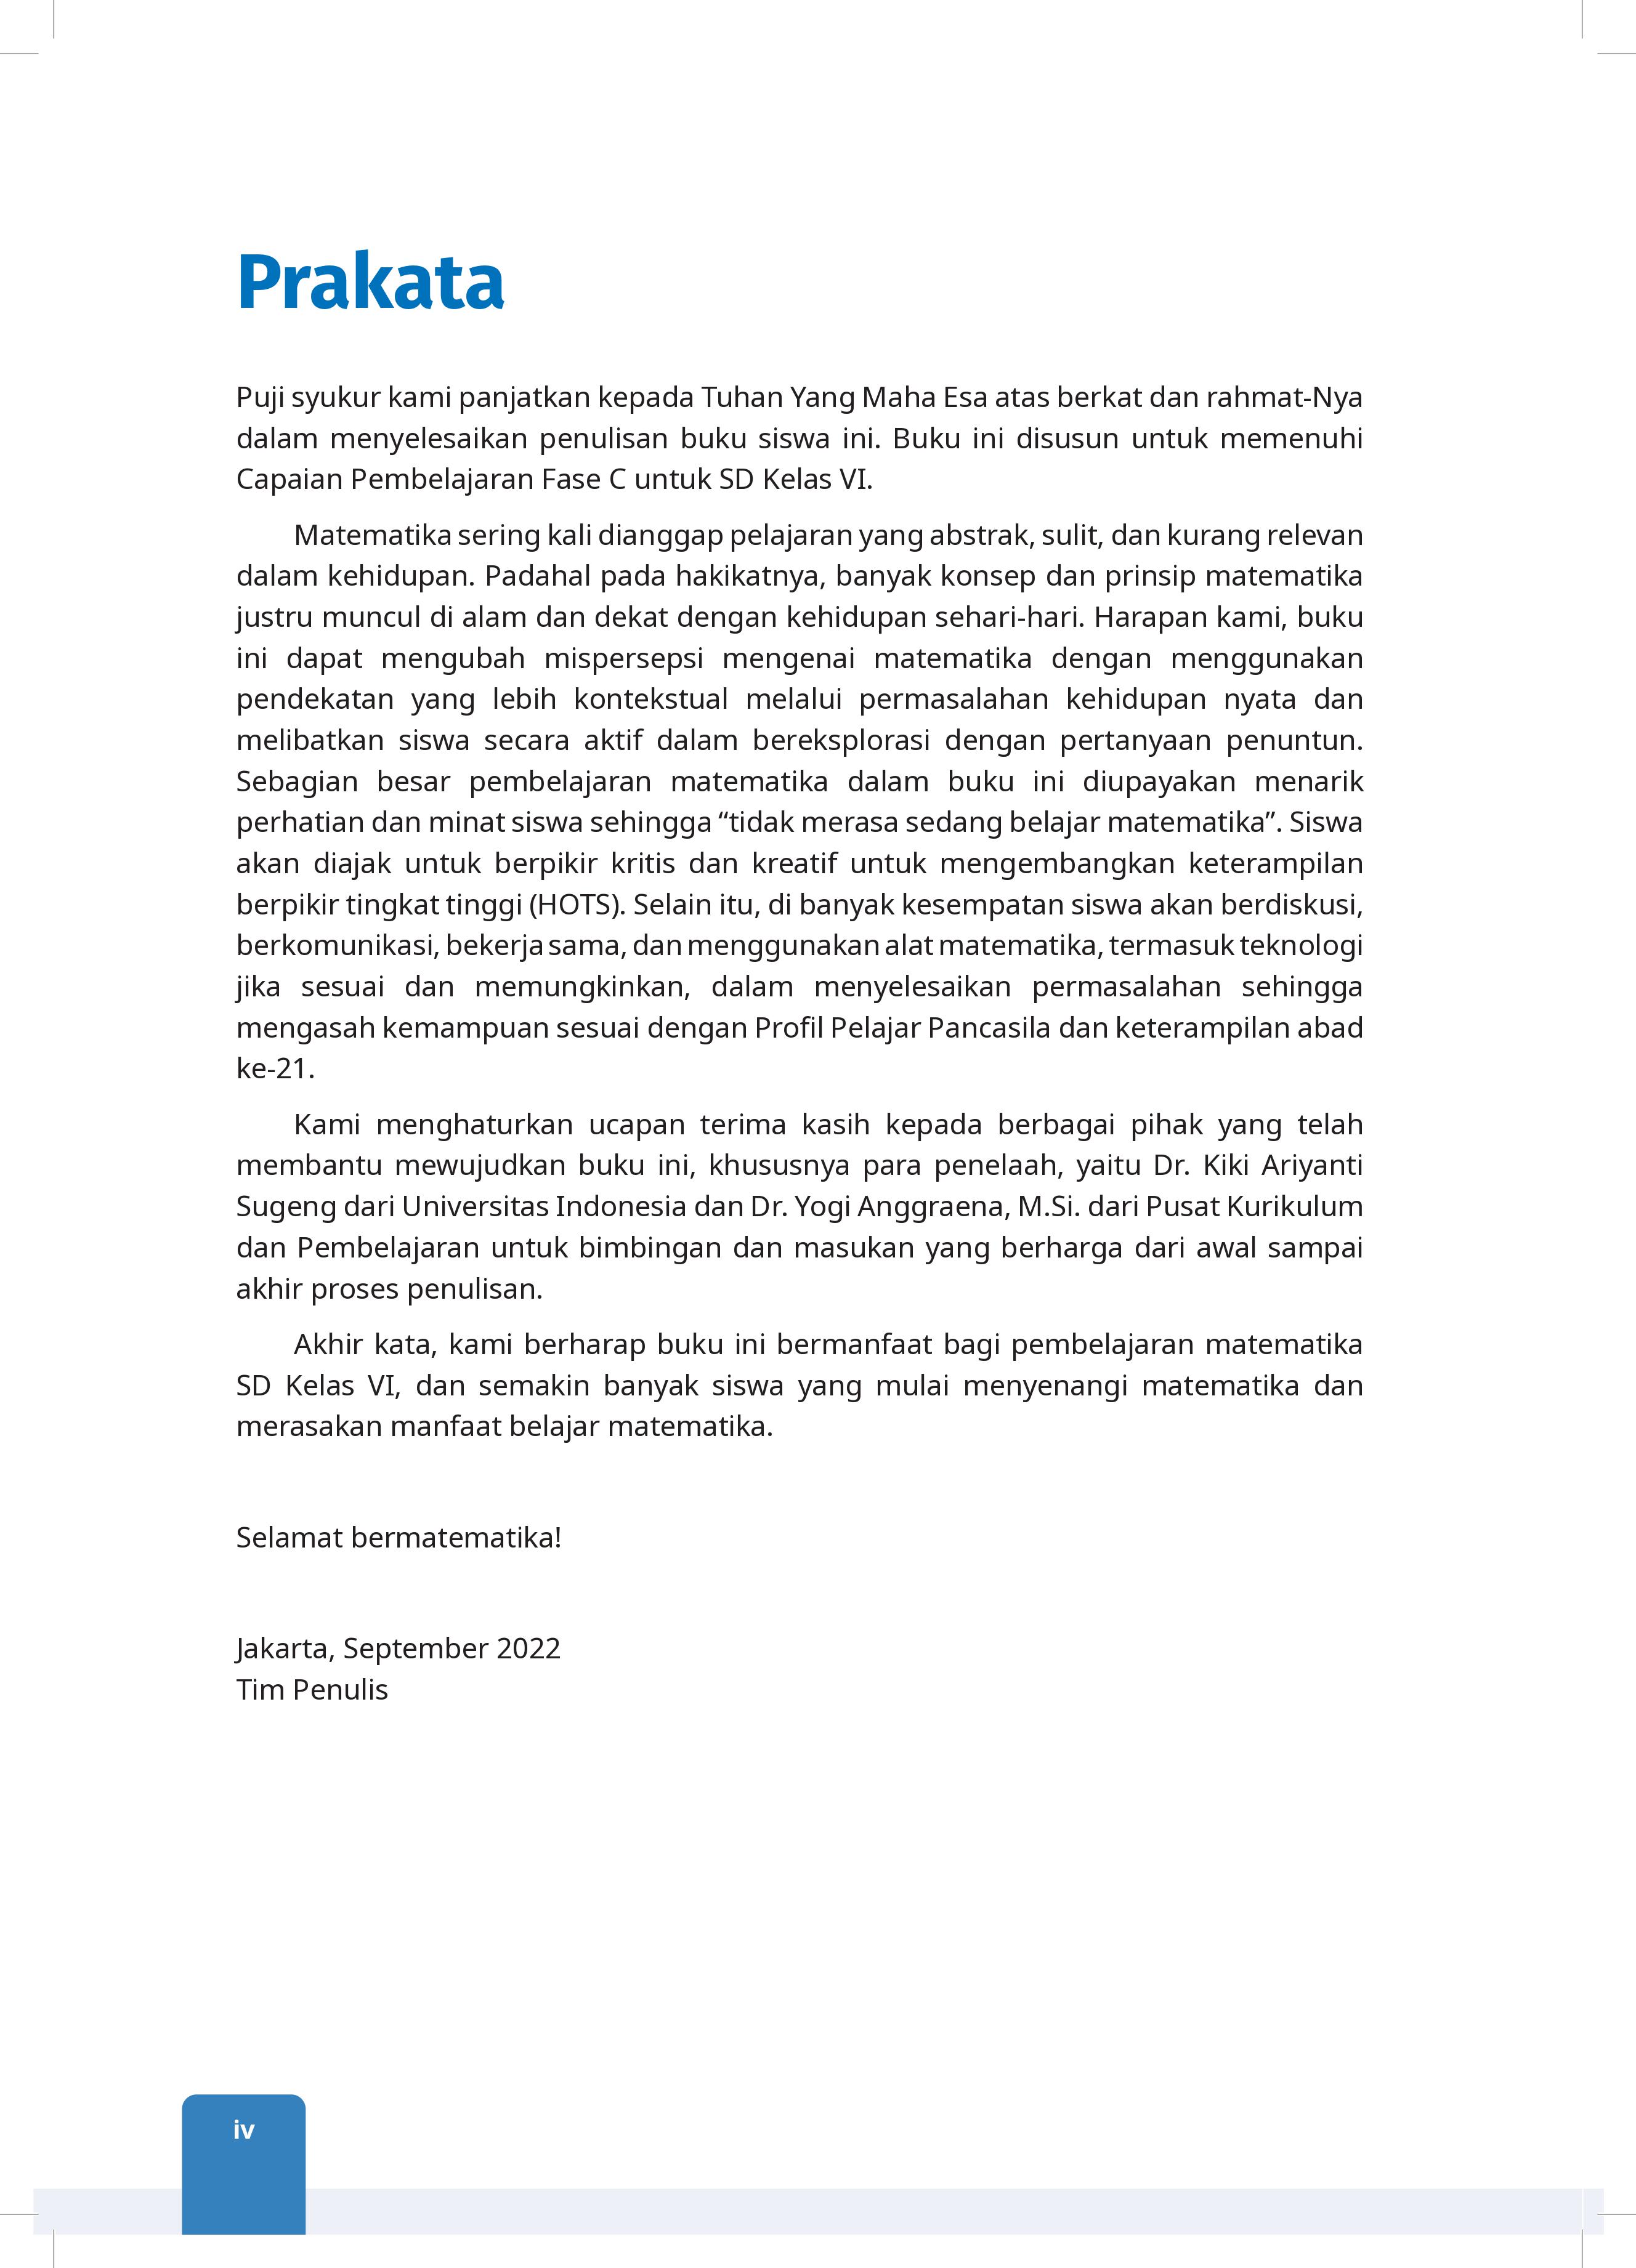 Prakata
Puji syukur kami panjatkan kepada Tuhan Yang Maha Esa atas berkat dan rahmat-Nya
dalam menyelesaikan penulisan buku siswa ini. Buku ini disusun untuk memenuhi
Capaian Pembelajaran Fase C untuk SD Kelas VI.
Matematika sering kali dianggap pelajaran yang abstrak, sulit, dan kurang relevan
dalam kehidupan. Padahal pada hakikatnya, banyak konsep dan prinsip matematika
justru muncul di alam dan dekat dengan kehidupan sehari-hari. Harapan kami, buku
ini dapat mengubah mispersepsi mengenai matematika dengan menggunakan
pendekatan yang lebih kontekstual melalui permasalahan kehidupan nyata dan
melibatkan siswa secara aktif dalam bereksplorasi dengan pertanyaan penuntun.
Sebagian besar pembelajaran matematika dalam buku ini diupayakan menarik
perhatian dan minat siswa sehingga “tidak merasa sedang belajar matematika”. Siswa
akan diajak untuk berpikir kritis dan kreatif untuk mengembangkan keterampilan
berpikir tingkat tinggi (HOTS). Selain itu, di banyak kesempatan siswa akan berdiskusi,
berkomunikasi, bekerja sama, dan menggunakan alat matematika, termasuk teknologi
jika sesuai dan memungkinkan, dalam menyelesaikan permasalahan sehingga
mengasah kemampuan sesuai dengan Profil Pelajar Pancasila dan keterampilan abad
ke-21.
Kami menghaturkan ucapan terima kasih kepada berbagai pihak yang telah
membantu mewujudkan buku ini, khususnya para penelaah, yaitu Dr. Kiki Ariyanti
Sugeng dari Universitas Indonesia dan Dr. Yogi Anggraena, M.Si. dari Pusat Kurikulum
dan Pembelajaran untuk bimbingan dan masukan yang berharga dari awal sampai
akhir proses penulisan.
Akhir kata, kami berharap buku ini bermanfaat bagi pembelajaran matematika
SD Kelas VI, dan semakin banyak siswa yang mulai menyenangi matematika dan
merasakan manfaat belajar matematika.
Selamat bermatematika!
Jakarta, September 2022
Tim Penulis
iv